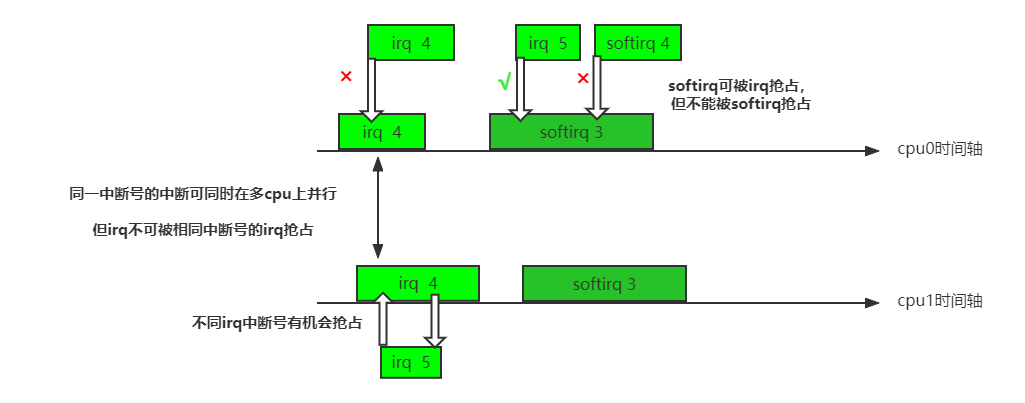 irq 4
irq 5
softirq 4
×
√
×
softirq可被irq抢占，
但不能被softirq抢占
irq 4
softirq 3
cpu0时间轴
同一中断号的中断可同时在多cpu上并行
但irq不可被相同中断号的irq抢占
irq 4
softirq 3
cpu1时间轴
不同irq中断号有机会抢占
irq 5